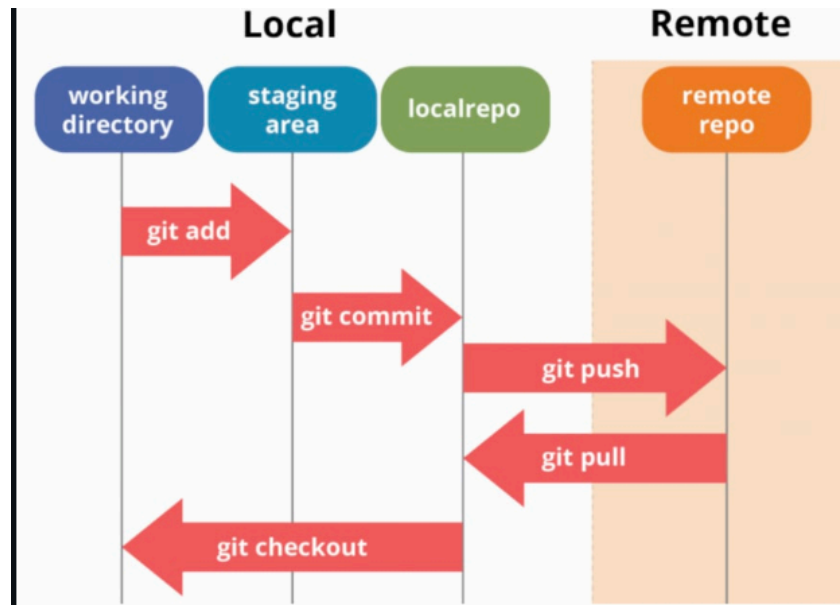 Local
Remote
working
directory
staging
area
localrepo
remote
repo
git add
git commit
git push
git pull
git checkout